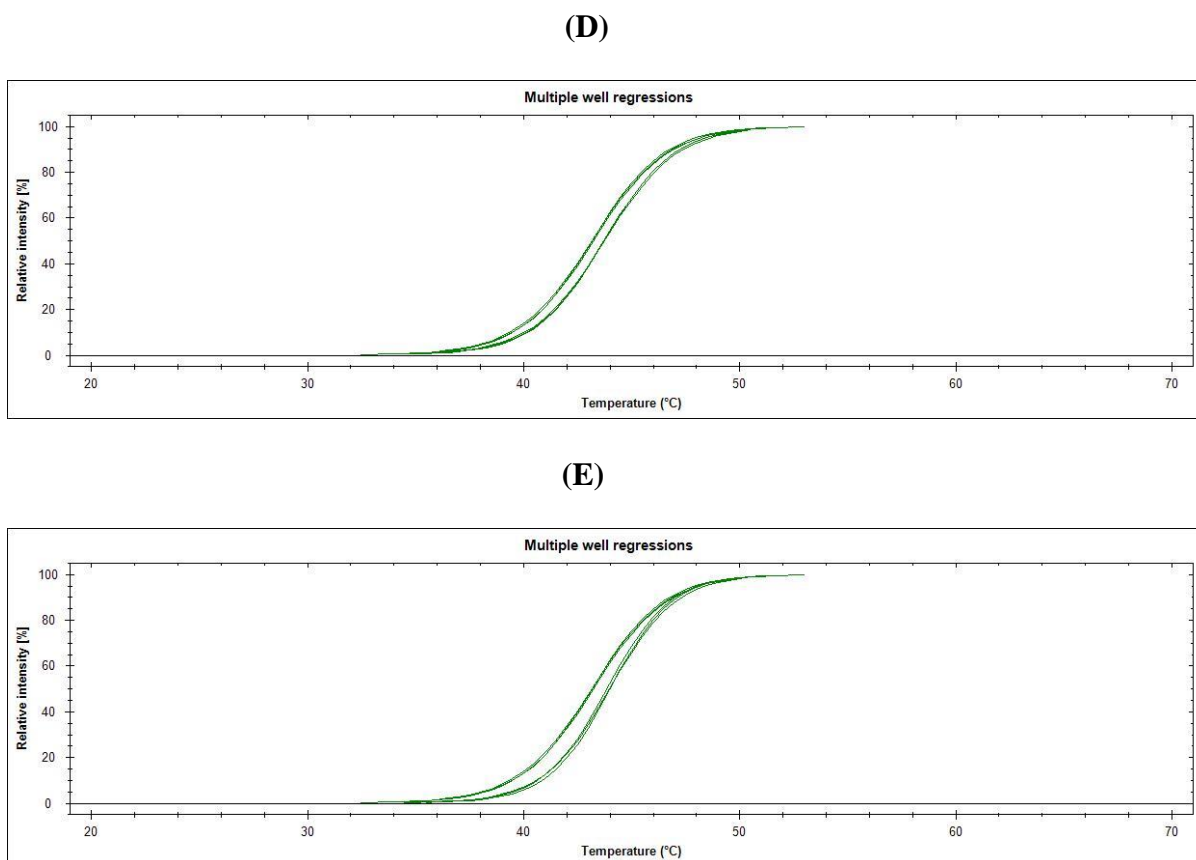 (D)
Multiple well regressions
100
80
60
40
20
0
Relative intensity [%]
20 30 40 50 60 70
Temperature (°C)
(E)
Multiple well regressions
100
80
60
40
20
0
Relative intensity [%]
20 30 40 50 60 70
Temperature (°C)